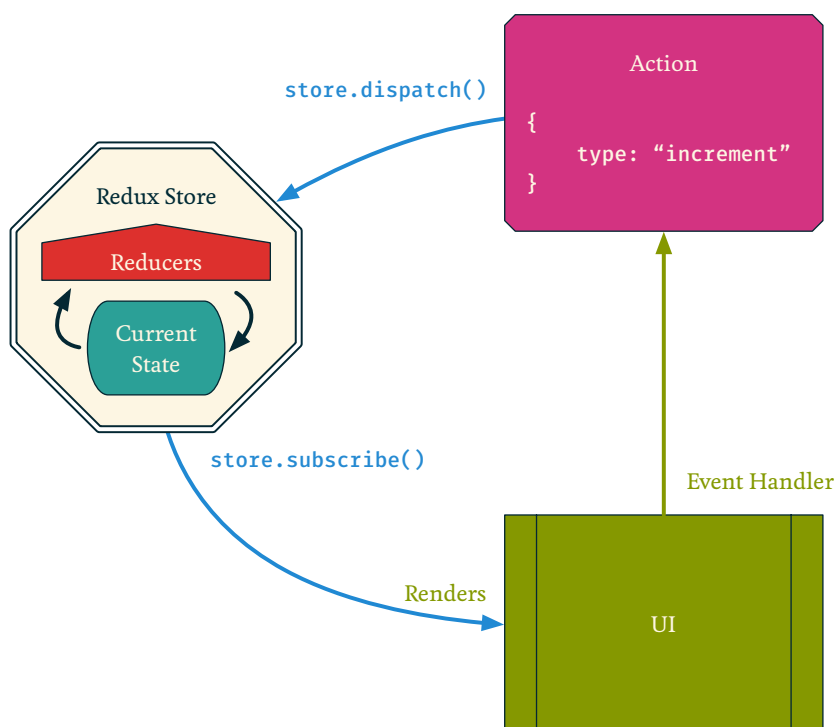 Action
{
type: “increment”
}
store.dispatch()
Redux Store
Reducers
Current
State
store.subscribe()
Event Handler
Renders
UI